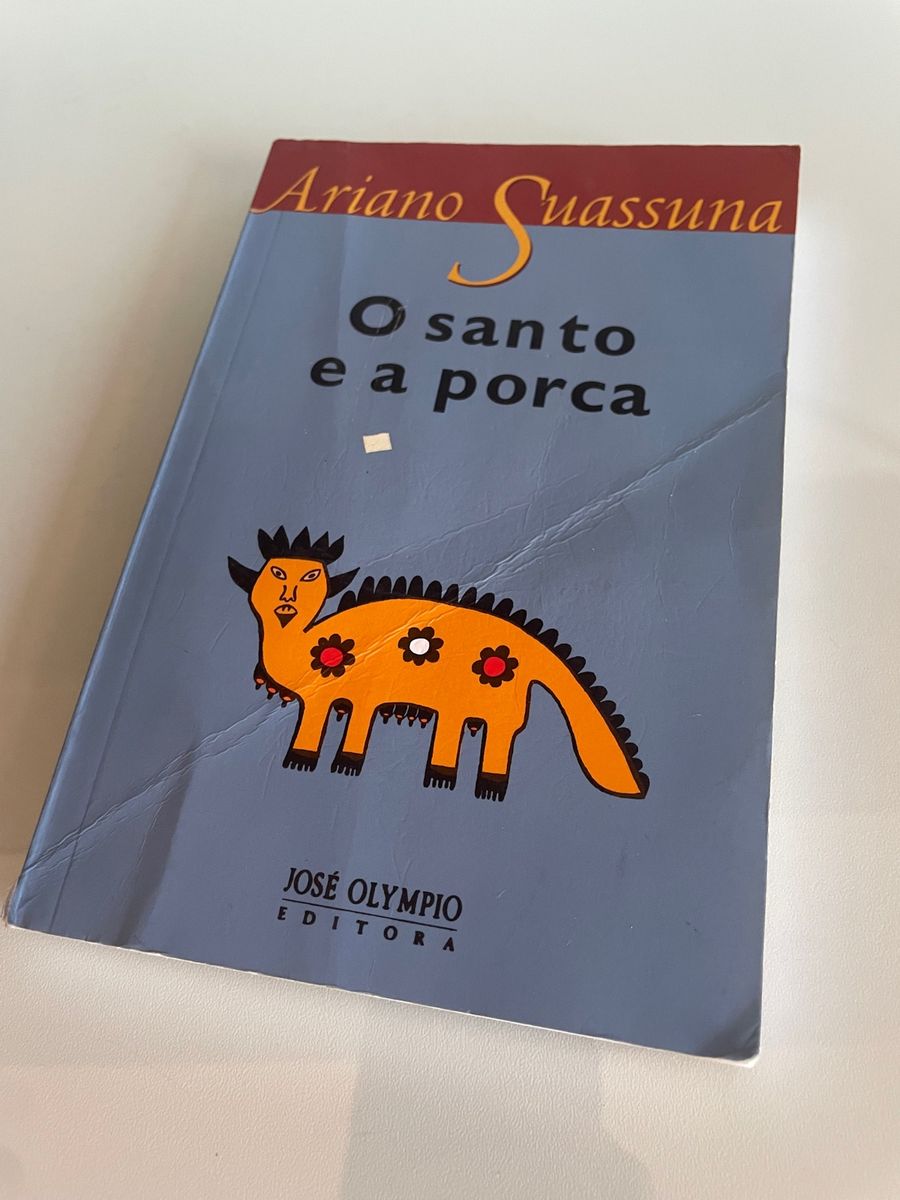 Ariano Suassuna
O santo
e a porca
JOSÉ OLYMPIO
EDITORA